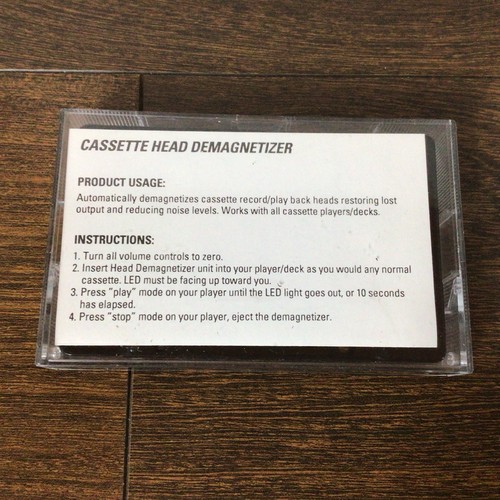 CASSETTE HEAD DEMAGNETIZER
PRODUCT USAGE:
Automatically demagnetizes cassette record/play back heads restoring lost
output and reducing noise levels. Works with all cassette players/decks.
INSTRUCTIONS:
1. Turn all volume controls to zero.
2. Insert Head Demagnetizer unit into your player/deck as you would any normal
cassette. LED must be facing up toward you.
3. Press "play" mode on your player until the LED light goes out, or 10 seconds
has elapsed.
4. Press "stop" mode on your player, eject the demagnetizer.